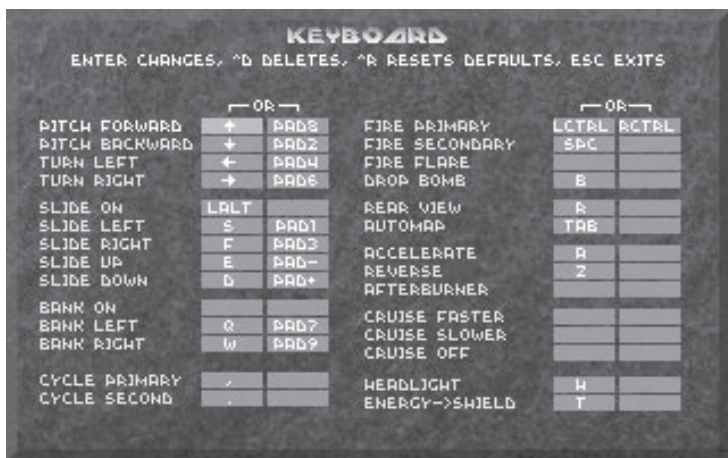 KEYBOARD
ENTER CHANGES, ^D DELETES, ^R RESETS DEFAULTS, ESC EXITS
OR
PITCH FORWARD ↑ PAD8
PITCH BACKWARD ↓ PAD2
TURN LEFT ← PAD4
TURN RIGHT → PAD6
SLIDE ON LALT
SLIDE LEFT S PAD1
SLIDE RIGHT F PAD3
SLIDE UP E PAD-
SLIDE DOWN D PAD+
BANK ON
BANK LEFT Q PAD7
BANK RIGHT W PAD9
CYCLE PRIMARY ,
CYCLE SECOND .
OR
FIRE PRIMARY LCTRL RCTRL
FIRE SECONDARY SPC
FIRE FLARE
DROP BOMB B
REAR VIEW R
AUTOMAP TAB
ACCELERATE A
REVERSE Z
AFTERBURNER
CRUISE FASTER
CRUISE SLOWER
CRUISE OFF
HEADLIGHT H
ENERGY->SHIELD T